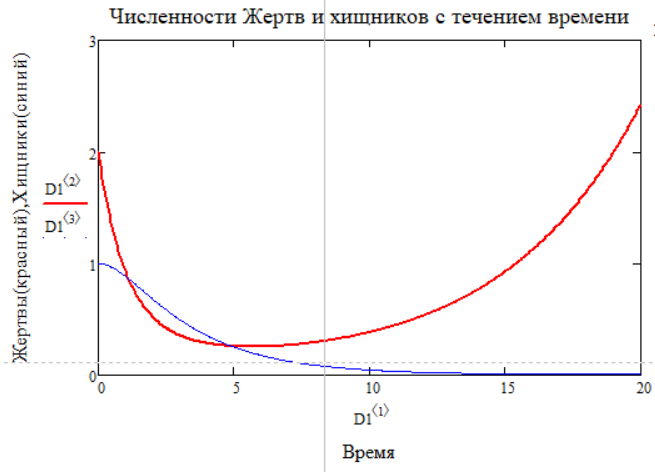 Численности Жертв и хищников с течением времени
Жертвы(красный),Хищники(синий)
D1⟨2⟩
D1⟨3⟩
3
2
1
0
0
5
10
15
20
D1⟨1⟩
Время